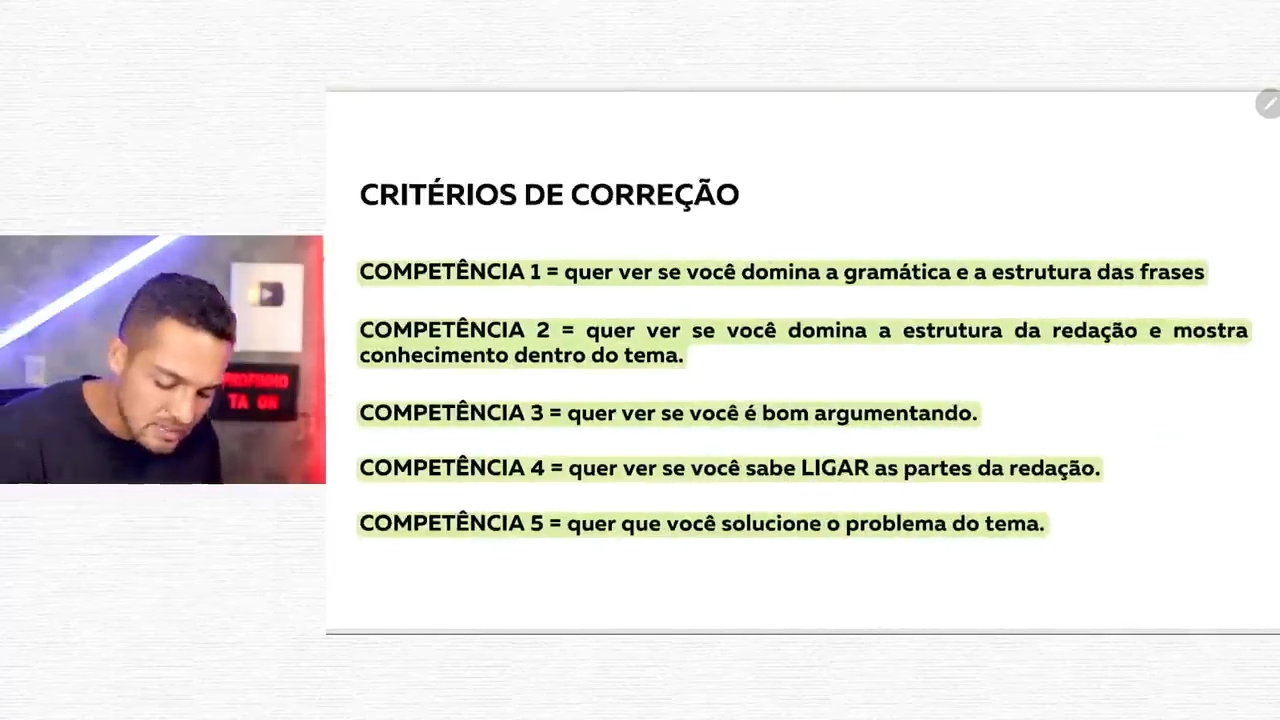 CRITÉRIOS DE CORREÇÃO
COMPETÊNCIA 1 = quer ver se você domina a gramática e a estrutura das frases
COMPETÊNCIA 2 = quer ver se você domina a estrutura da redação e mostra
conhecimento dentro do tema.
COMPETÊNCIA 3 = quer ver se você é bom argumentando.
COMPETÊNCIA 4 = quer ver se você sabe LIGAR as partes da redação.
COMPETÊNCIA 5 = quer que você solucione o problema do tema.
PROFINHO
TA ON